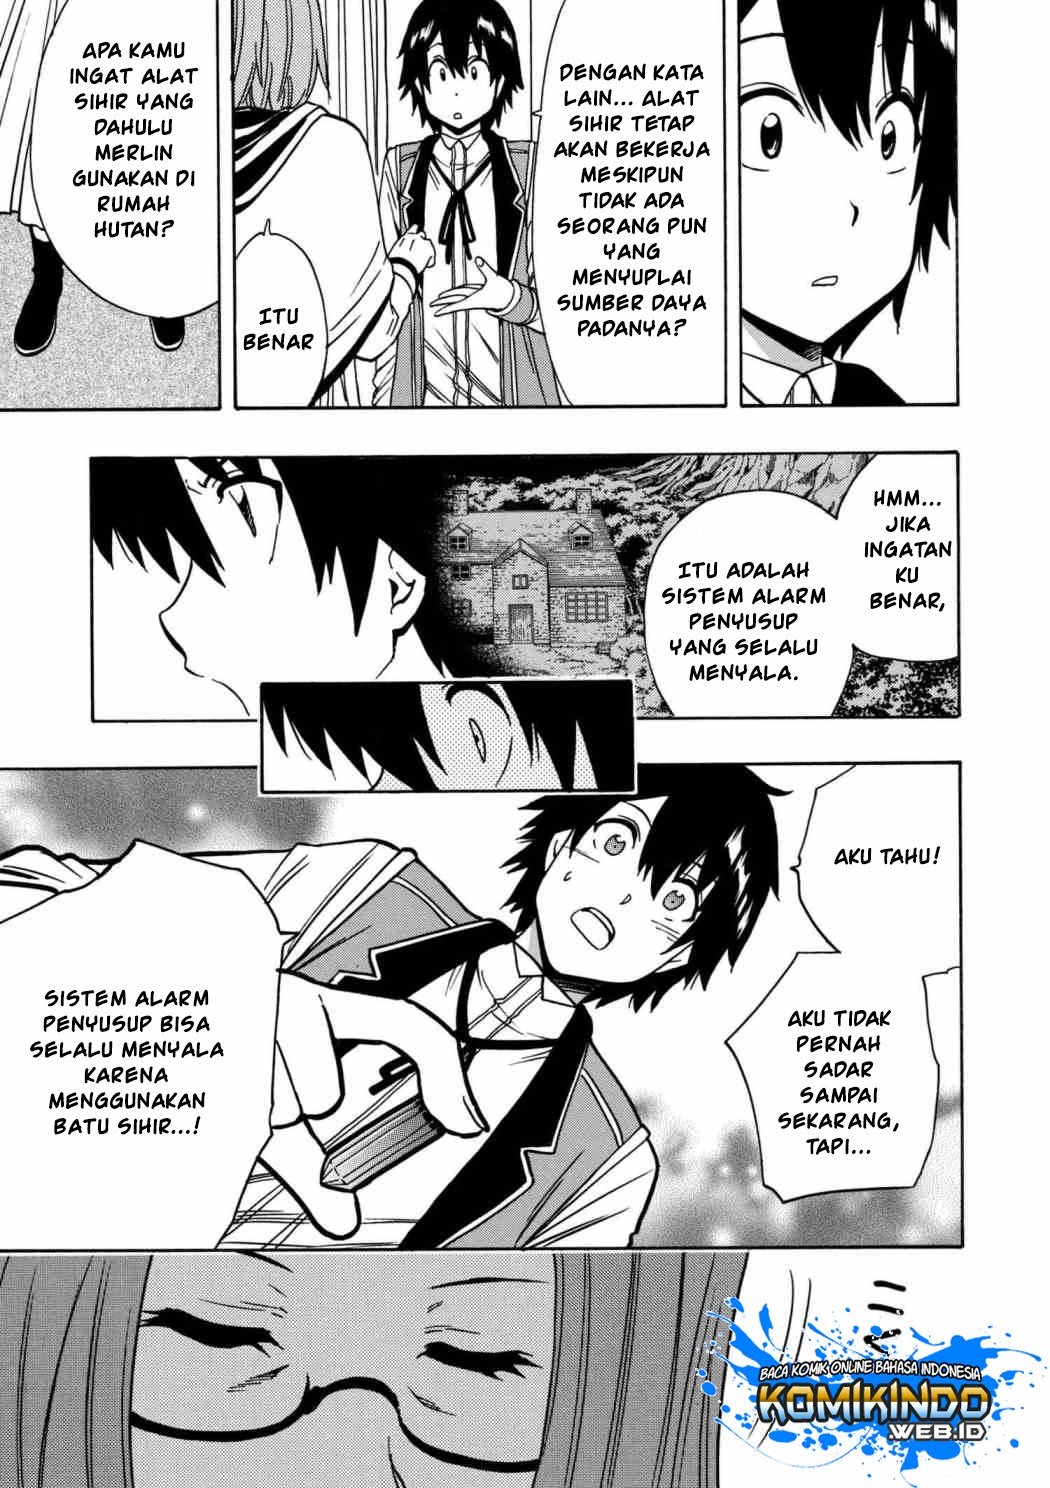 DENGAN KATA
LAIN... ALAT
SIHIR TETAP
AKAN BEKERJA
MESKIPUN
TIDAK ADA
SEORANG PUN
YANG
MENYUPLAI
SUMBER DAYA
PADANYA?
ITU
BENAR
APA KAMU
INGAT ALAT
SIHIR YANG
DAHULU
MERLIN
GUNAKAN DI
RUMAH
HUTAN?
HMM...
JIKA
INGATAN
KU
BENAR,
ITU ADALAH
SISTEM ALARM
PENYUSUP
YANG SELALU
MENYALA.
AKU TAHU!
AKU TIDAK
PERNAH
SADAR
SAMPAI
SEKARANG,
TAPI...
SISTEM ALARM
PENYUSUP BISA
SELALU MENYALA
KARENA
MENGGUNAKAN
BATU SIHIR...!
BACA KOMIK ONLINE BAHASA INDONESIA
KOMIKINDO
.WEB.ID